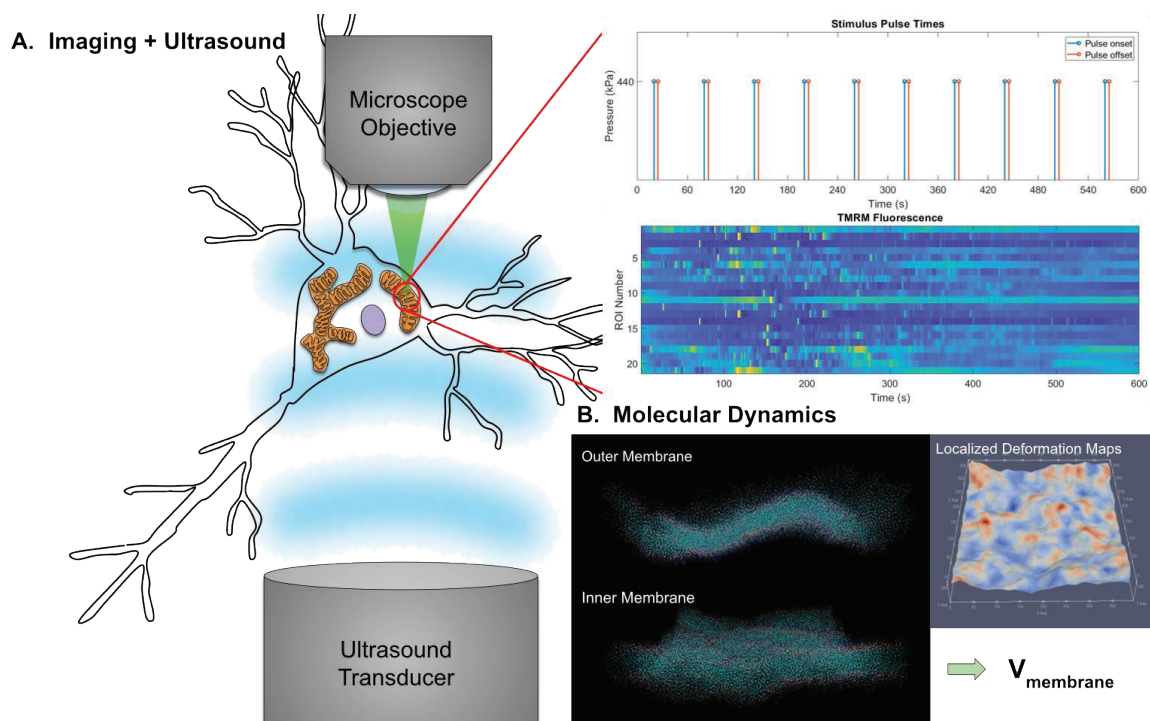 A. Imaging + Ultrasound
Microscope
Objective
Ultrasound
Transducer
Stimulus Pulse Times
Pulse onset
Pulse offset
Pressure (kPa)
440
0 60 120 180 240 300 360 420 480 540 600
Time (s)
TMRM Fluorescence
ROI Number
5
10
15
20
100 200 300 400 500 600
Time (s)
B. Molecular Dynamics
Outer Membrane
Inner Membrane
Localized Deformation Maps
V membrane